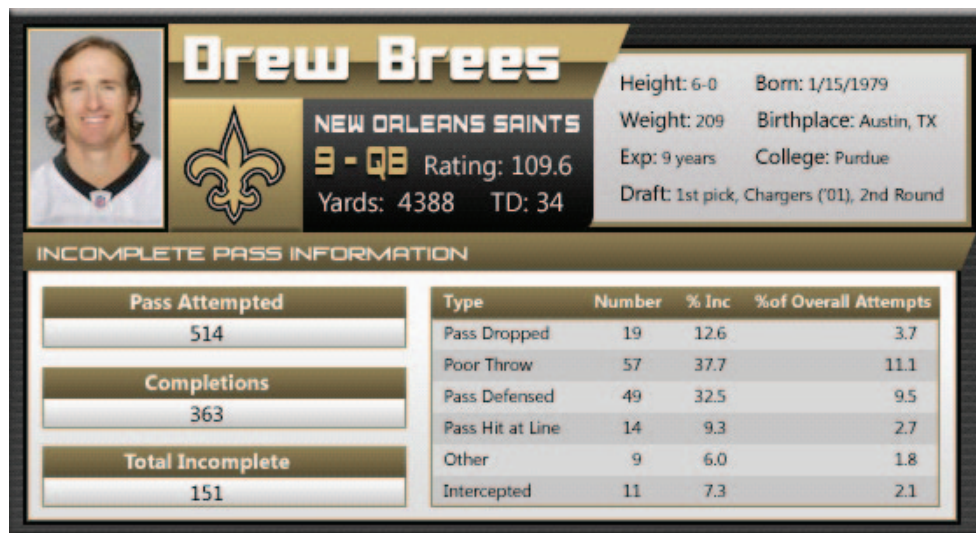 Drew Brees
NEW ORLEANS SAINTS
9 - QB Rating: 109.6
Yards: 4388 TD: 34
Height: 6-0 Born: 1/15/1979
Weight: 209 Birthplace: Austin, TX
Exp: 9 years College: Purdue
Draft: 1st pick, Chargers ('01), 2nd Round
INCOMPLETE PASS INFORMATION
Pass Attempted
514
Completions
363
Total Incomplete
151
Type Number % Inc %of Overall Attempts
Pass Dropped 19 12.6 3.7
Poor Throw 57 37.7 11.1
Pass Defensed 49 32.5 9.5
Pass Hit at Line 14 9.3 2.7
Other 9 6.0 1.8
Intercepted 11 7.3 2.1